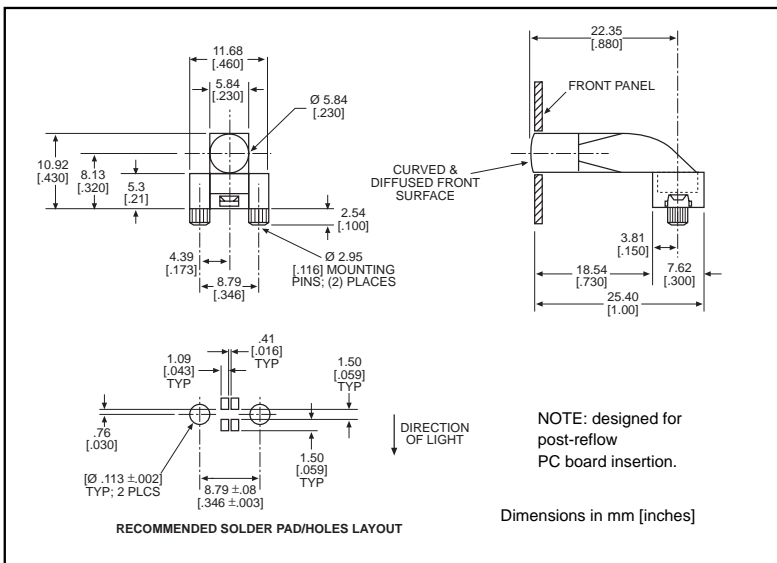 11.68
[.460]
5.84
[.230]
Ø 5.84
[.230]
10.92
[.430]
8.13
[.320]
5.3
[.21]
2.54
[.100]
4.39
[.173]
8.79
[.346]
Ø 2.95
[.116] MOUNTING
PINS; (2) PLACES
22.35
[.880]
FRONT PANEL
CURVED &
DIFFUSED FRONT
SURFACE
3.81
[.150]
18.54
[.730]
7.62
[.300]
25.40
[1.00]
.41
[.016]
TYP
1.09
[.043]
TYP
1.50
[.059]
TYP
.76
[.030]
DIRECTION
OF LIGHT
1.50
[.059]
TYP
[Ø .113 ±.002]
TYP; 2 PLCS
8.79 ±.08
[.346 ±.003]
RECOMMENDED SOLDER PAD/HOLES LAYOUT
NOTE: designed for
post-reflow
PC board insertion.
Dimensions in mm [inches]